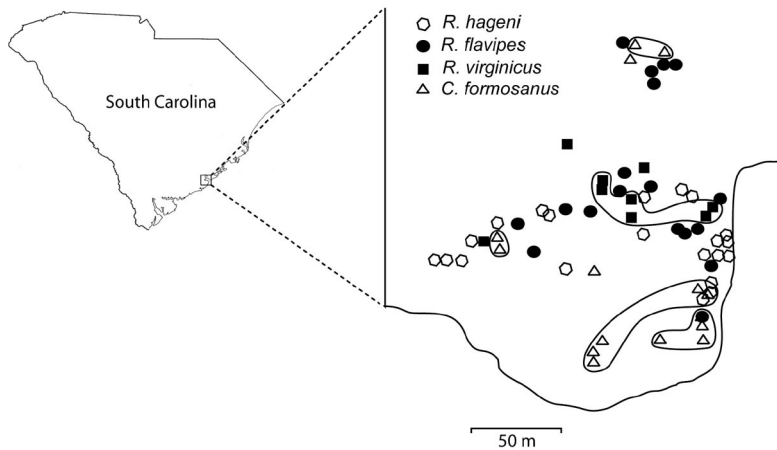 South Carolina
R. hageni
R. flavipes
R. virginicus
C. formosanus
50 m